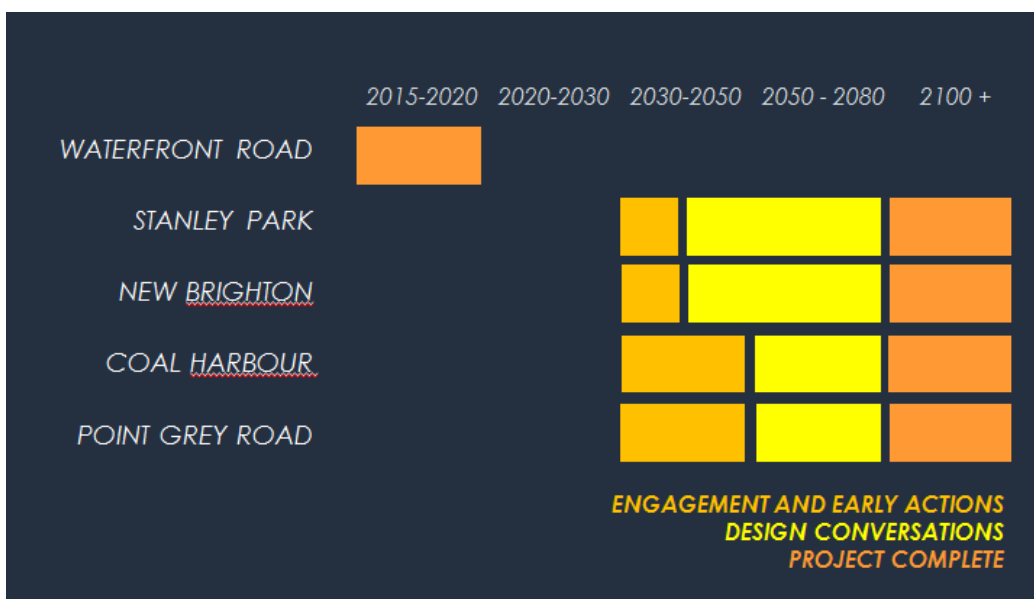 2015-2020 2020-2030 2030-2050 2050 - 2080 2100 +
WATERFRONT ROAD
STANLEY PARK
NEW BRIGHTON
COAL HARBOUR
POINT GREY ROAD
ENGAGEMENT AND EARLY ACTIONS
DESIGN CONVERSATIONS
PROJECT COMPLETE